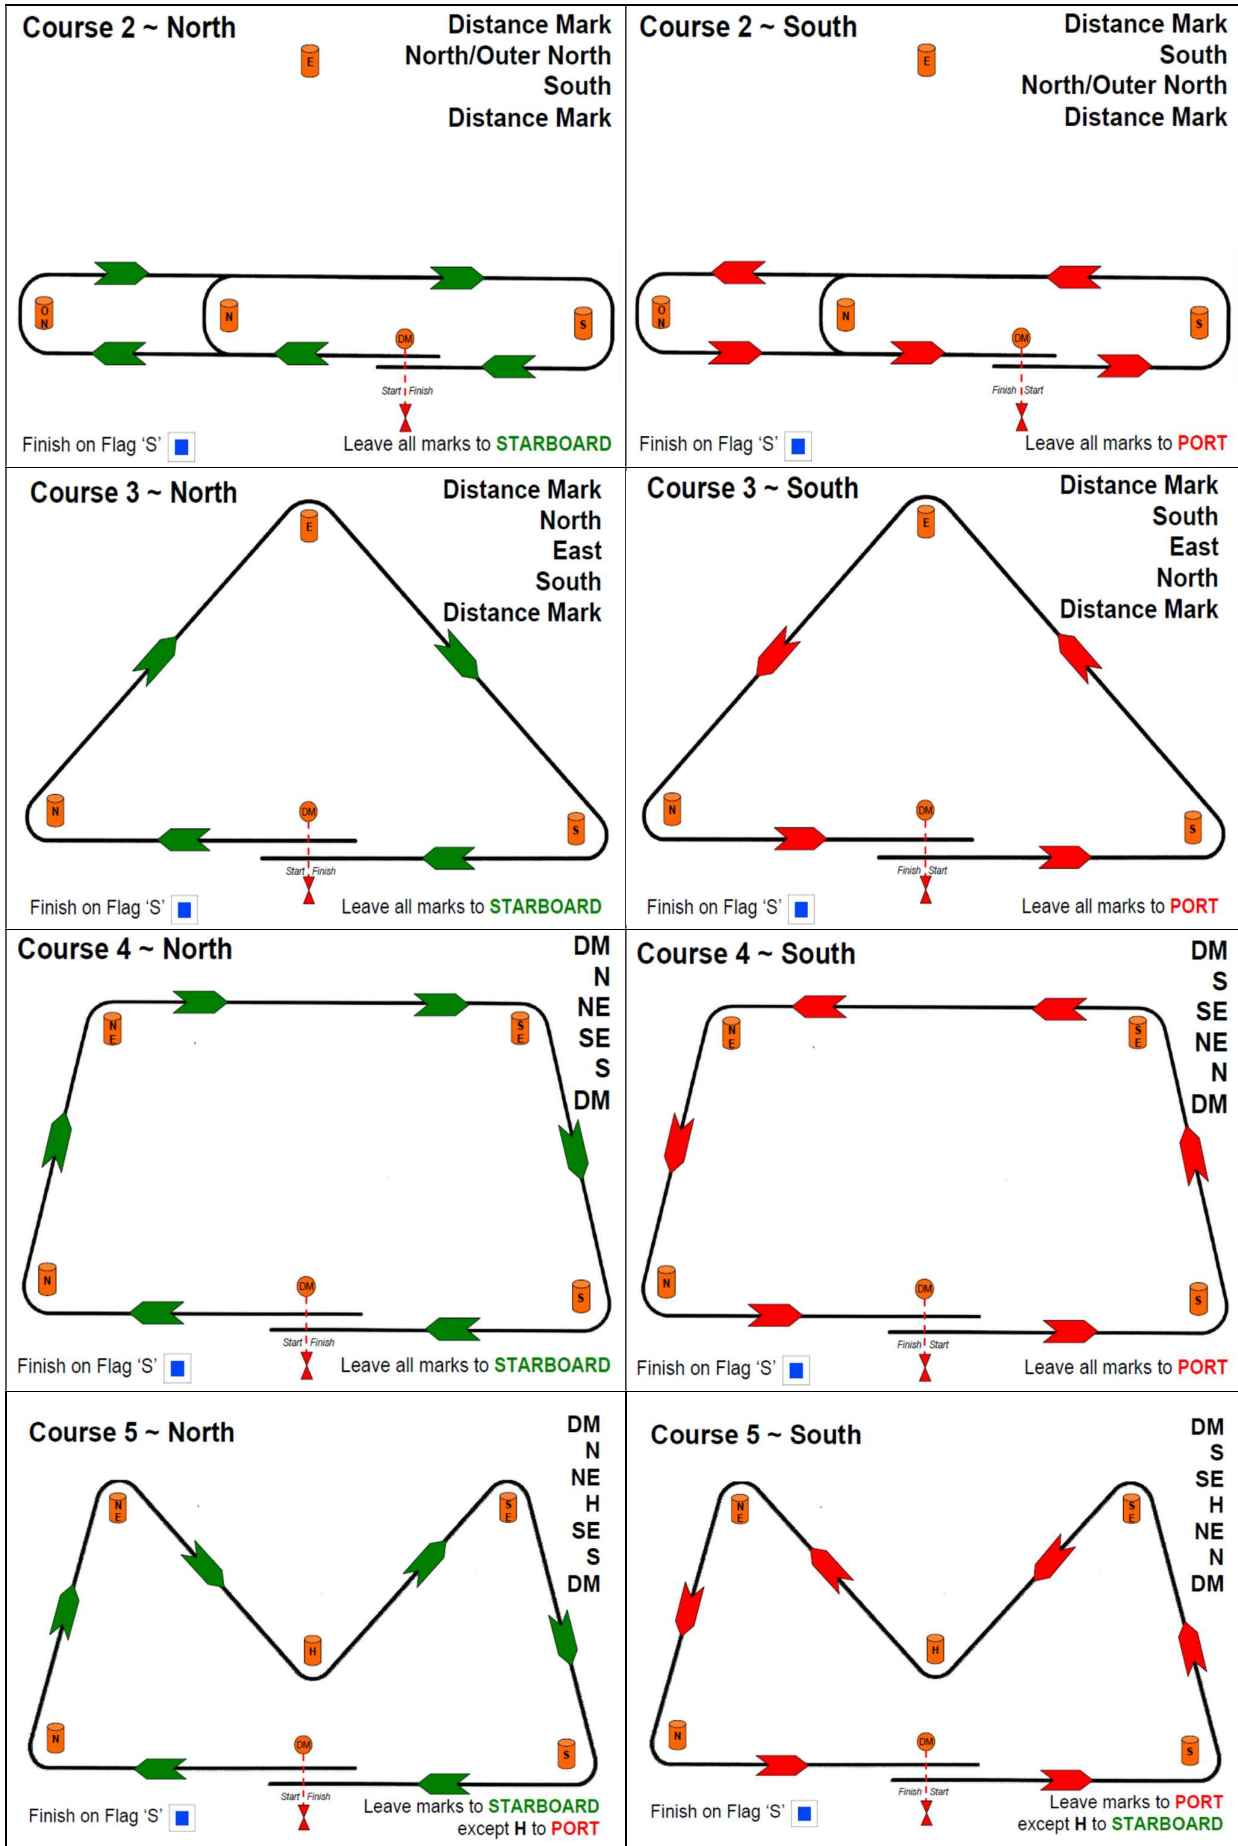 Course 2 ~ North
Distance Mark
North/Outer North
South
Distance Mark
E
ON
N
S
DM
Start Finish
Finish on Flag ‘S’
Leave all marks to STARBOARD
Course 2 ~ South
Distance Mark
South
North/Outer North
Distance Mark
E
ON
N
S
DM
Finish Start
Finish on Flag ‘S’
Leave all marks to PORT
Course 3 ~ North
Distance Mark
North
East
South
Distance Mark
E
N
DM
S
Start Finish
Finish on Flag ‘S’
Leave all marks to STARBOARD
Course 3 ~ South
Distance Mark
South
East
North
Distance Mark
E
N
DM
S
Finish Start
Finish on Flag ‘S’
Leave all marks to PORT
Course 4 ~ North
DM
N
NE
SE
S
DM
NE
SE
N
DM
S
Start Finish
Finish on Flag ‘S’
Leave all marks to STARBOARD
Course 4 ~ South
DM
S
SE
NE
N
DM
NE
SE
N
DM
S
Finish Start
Finish on Flag ‘S’
Leave all marks to PORT
Course 5 ~ North
DM
N
NE
H
SE
S
DM
NE
SE
H
N
DM
S
Start Finish
Finish on Flag ‘S’
Leave marks to STARBOARD
except H to PORT
Course 5 ~ South
DM
S
SE
H
NE
N
DM
NE
SE
H
N
DM
S
Finish Start
Finish on Flag ‘S’
Leave marks to PORT
except H to STARBOARD